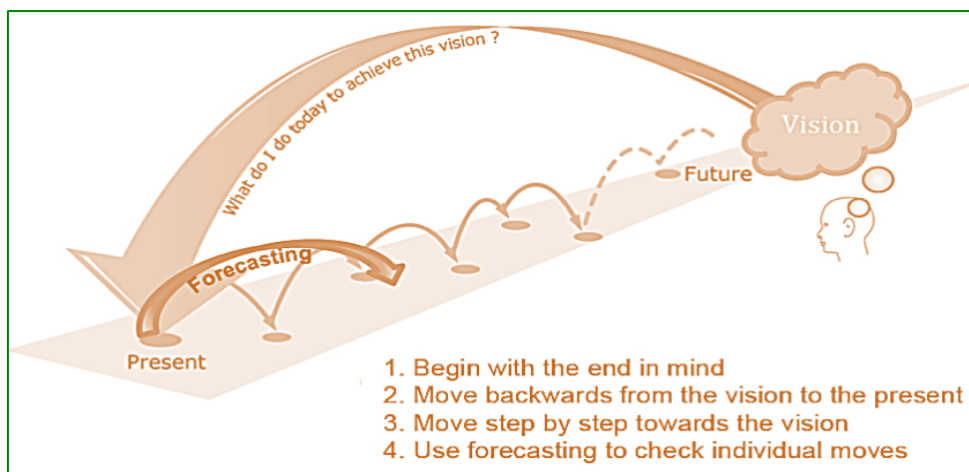 What do I do today to achieve this vision ?
Vision
Future
Forecasting
Present
1. Begin with the end in mind
2. Move backwards from the vision to the present
3. Move step by step towards the vision
4. Use forecasting to check individual moves